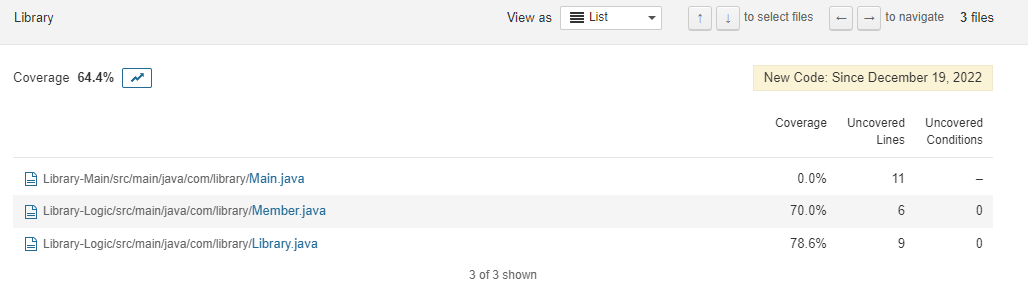 Library View as List ↑ ↓ to select files ← → to navigate 3 files
Coverage 64.4% New Code: Since December 19, 2022
Coverage Uncovered Lines Uncovered Conditions
Library-Main/src/main/java/com/library/Main.java 0.0% 11 –
Library-Logic/src/main/java/com/library/Member.java 70.0% 6 0
Library-Logic/src/main/java/com/library/Library.java 78.6% 9 0
3 of 3 shown